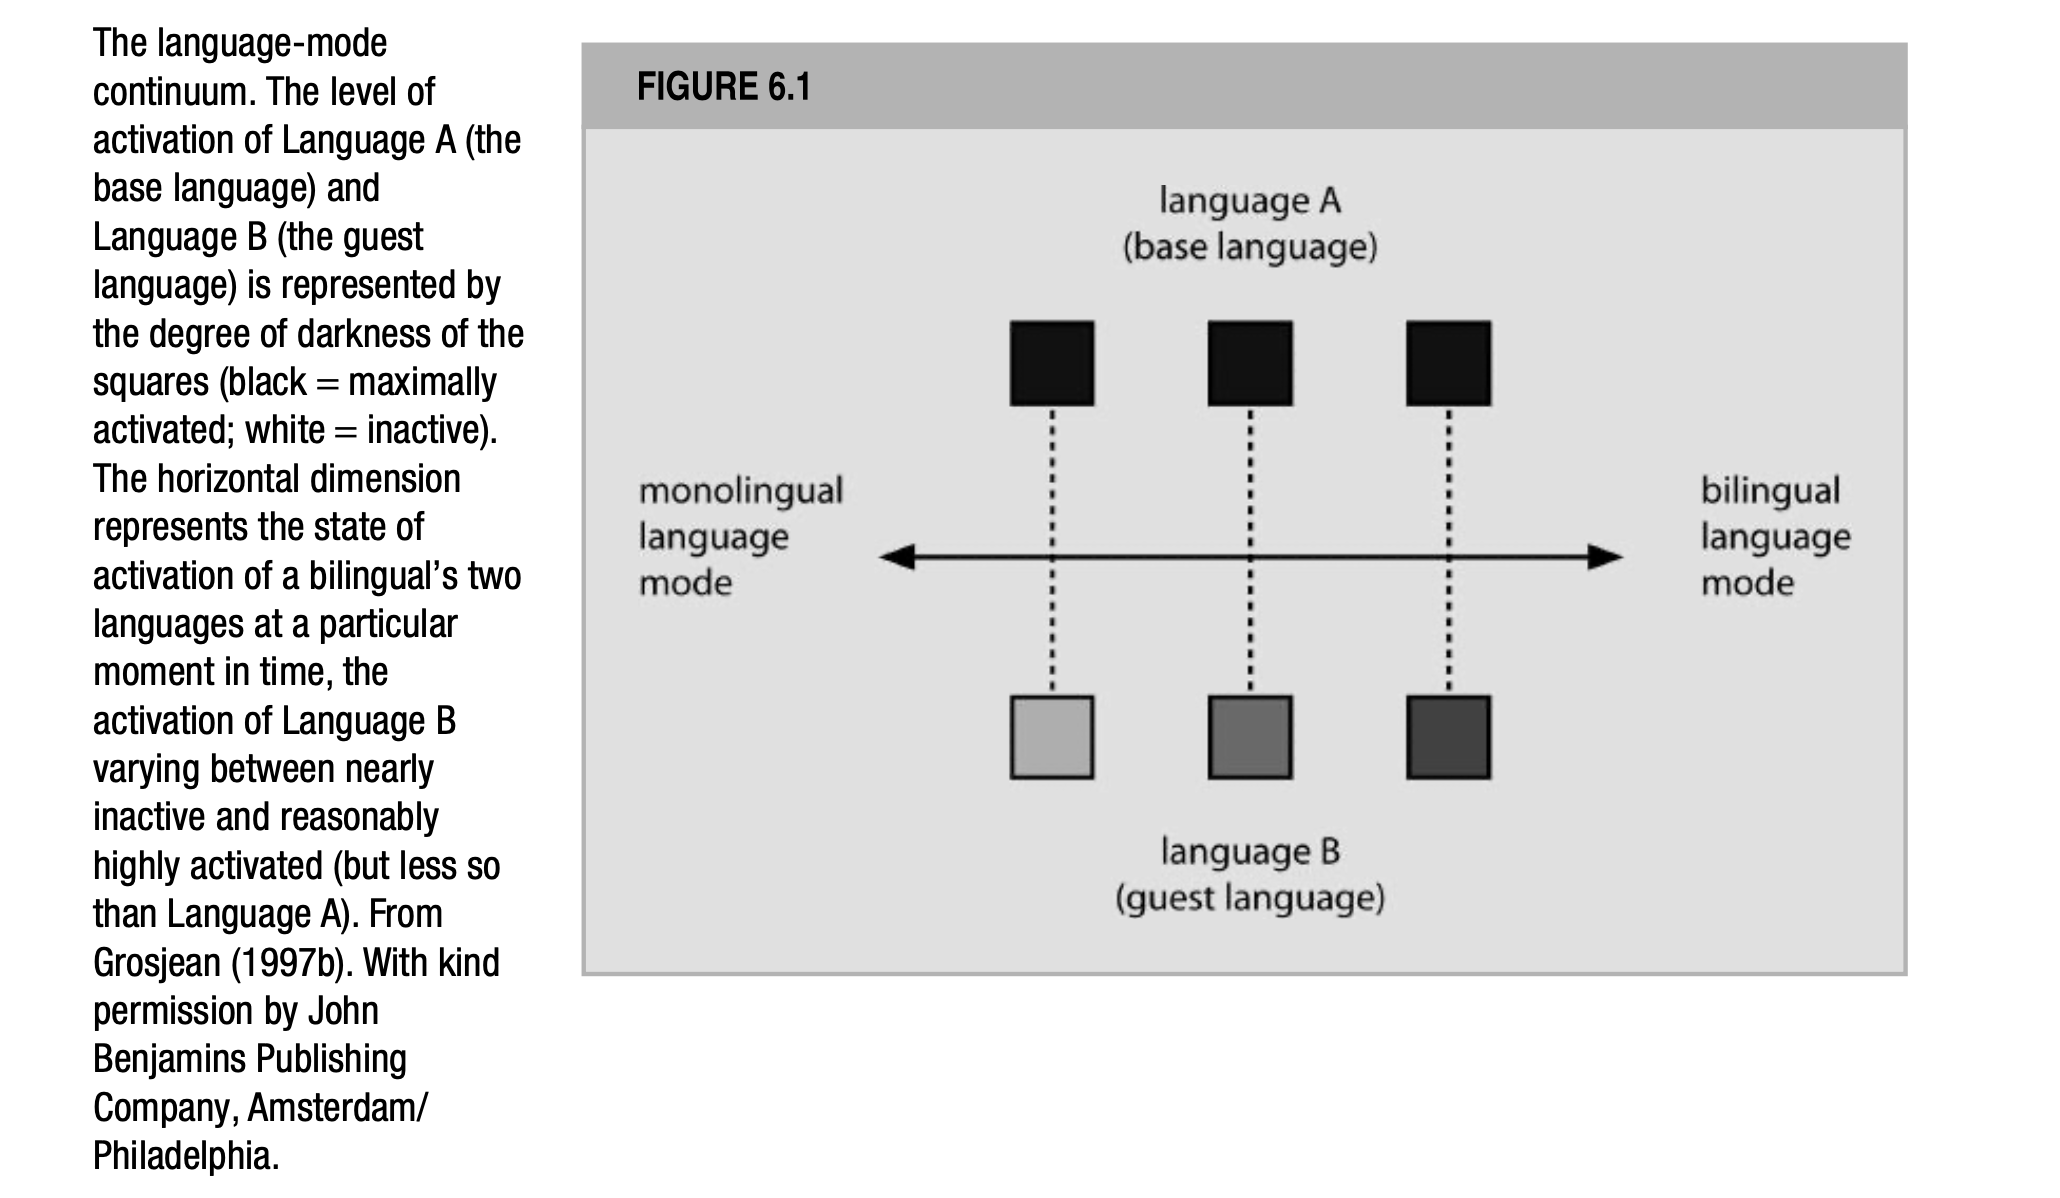 The language-mode
continuum. The level of
activation of Language A (the
base language) and
Language B (the guest
language) is represented by
the degree of darkness of the
squares (black = maximally
activated; white = inactive).
The horizontal dimension
represents the state of
activation of a bilingual’s two
languages at a particular
moment in time, the
activation of Language B
varying between nearly
inactive and reasonably
highly activated (but less so
than Language A). From
Grosjean (1997b). With kind
permission by John
Benjamins Publishing
Company, Amsterdam/
Philadelphia.
FIGURE 6.1
language A
(base language)
monolingual
language
mode
bilingual
language
mode
language B
(guest language)